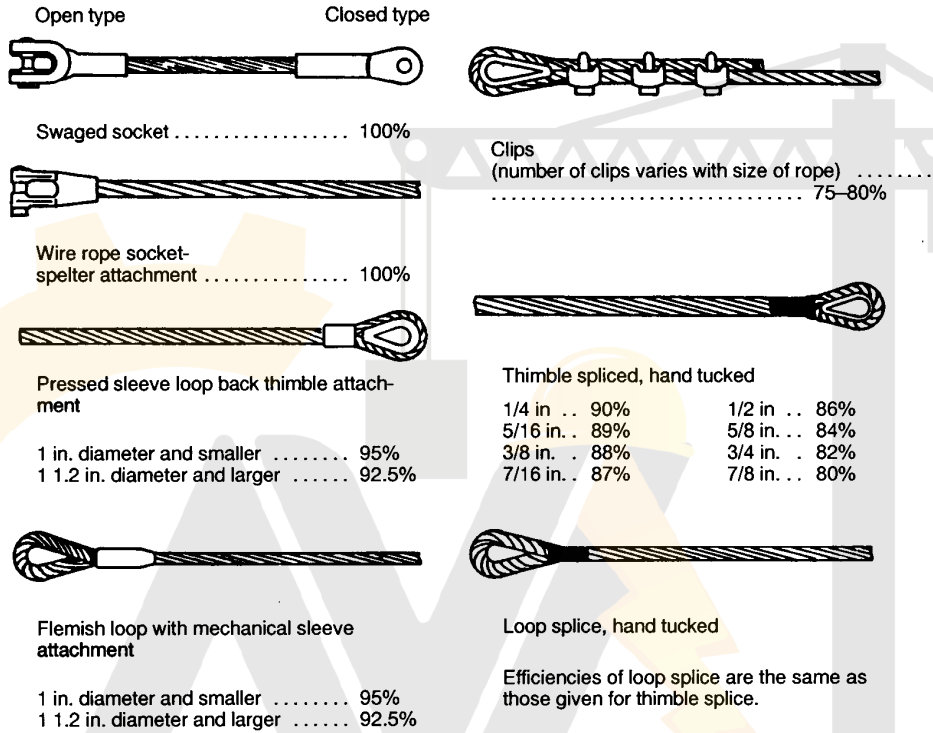 Open type
Closed type
Swaged socket .................. 100%
Wire rope socket-
spelter attachment ............... 100%
Pressed sleeve loop back thimble attach-
ment
1 in. diameter and smaller ........ 95%
1 1.2 in. diameter and larger ...... 92.5%
Flemish loop with mechanical sleeve
attachment
1 in. diameter and smaller ........ 95%
1 1.2 in. diameter and larger ...... 92.5%
Clips
(number of clips varies with size of rope) ........
................................ 75–80%
Thimble spliced, hand tucked
1/4 in .. 90% 1/2 in .. 86%
5/16 in. . 89% 5/8 in. . . 84%
3/8 in. . 88% 3/4 in. . . 82%
7/16 in. . 87% 7/8 in. . . 80%
Loop splice, hand tucked
Efficiencies of loop splice are the same as
those given for thimble splice.